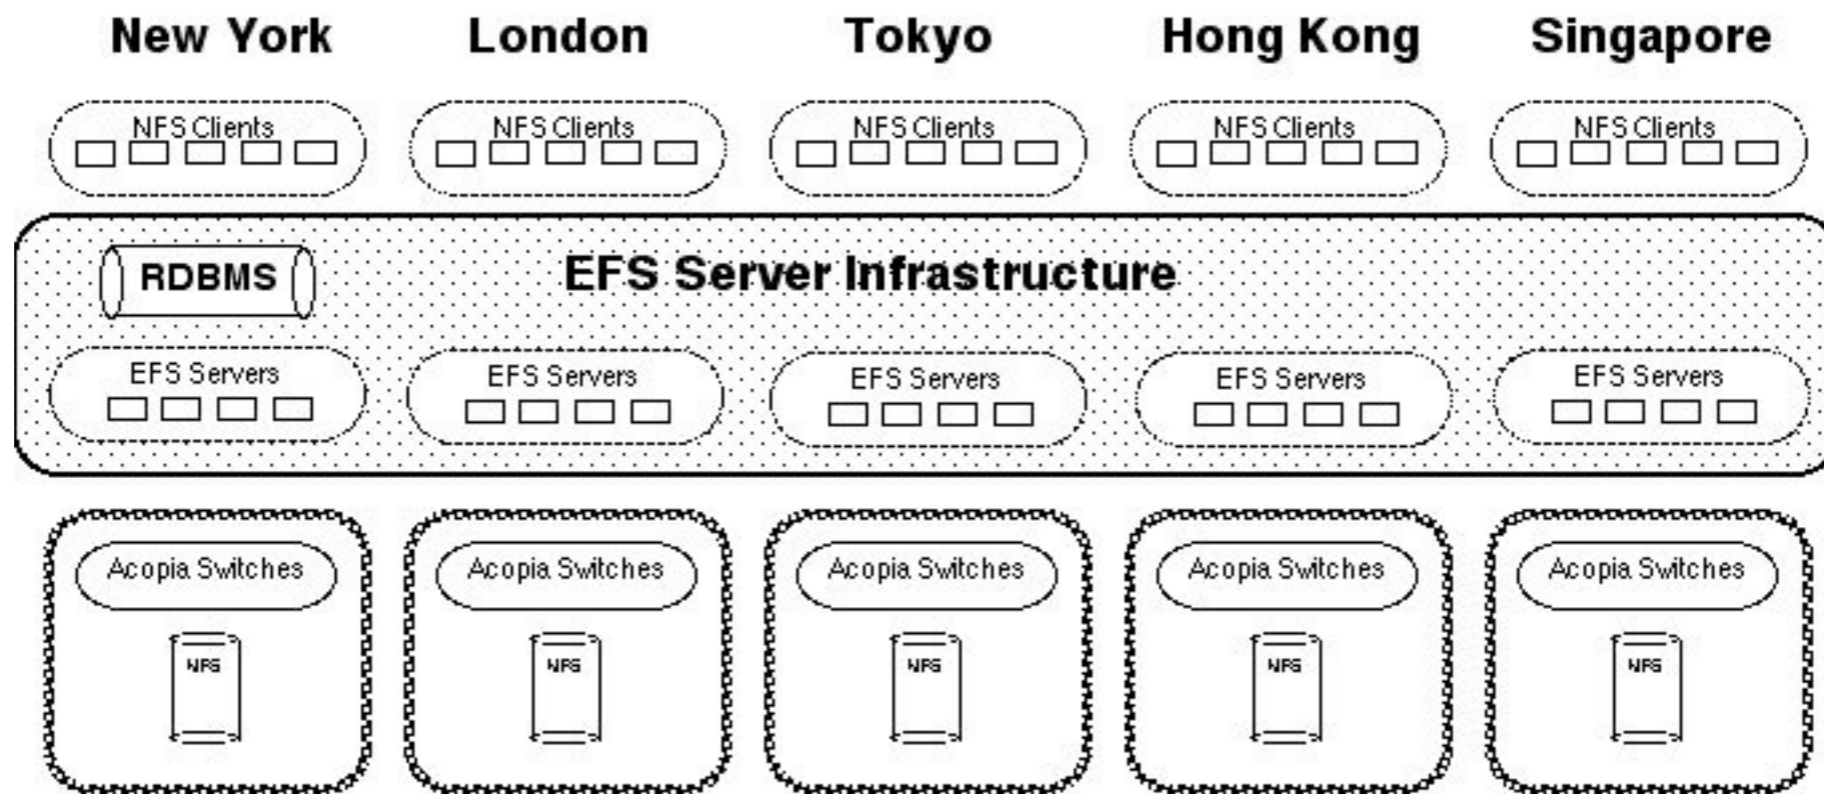 New York London Tokyo Hong Kong Singapore
NFS Clients NFS Clients NFS Clients NFS Clients NFS Clients
RDBMS EFS Server Infrastructure
EFS Servers EFS Servers EFS Servers EFS Servers EFS Servers
Acopia Switches Acopia Switches Acopia Switches Acopia Switches Acopia Switches
NFS NFS NFS NFS NFS